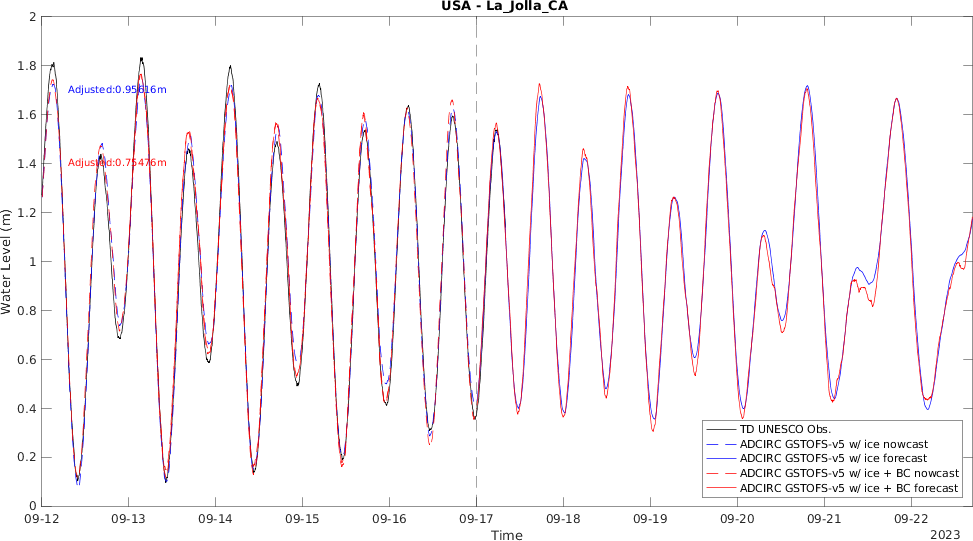 USA - La_Jolla_CA
Water Level (m)
2
1.8
1.6
1.4
1.2
1
0.8
0.6
0.4
0.2
0
Adjusted:0.95616m
Adjusted:0.75476m
TD UNESCO Obs.
ADCIRC GSTOFS-v5 w/ ice nowcast
ADCIRC GSTOFS-v5 w/ ice forecast
ADCIRC GSTOFS-v5 w/ ice + BC nowcast
ADCIRC GSTOFS-v5 w/ ice + BC forecast
09-12 09-13 09-14 09-15 09-16 09-17 09-18 09-19 09-20 09-21 09-22
2023
Time